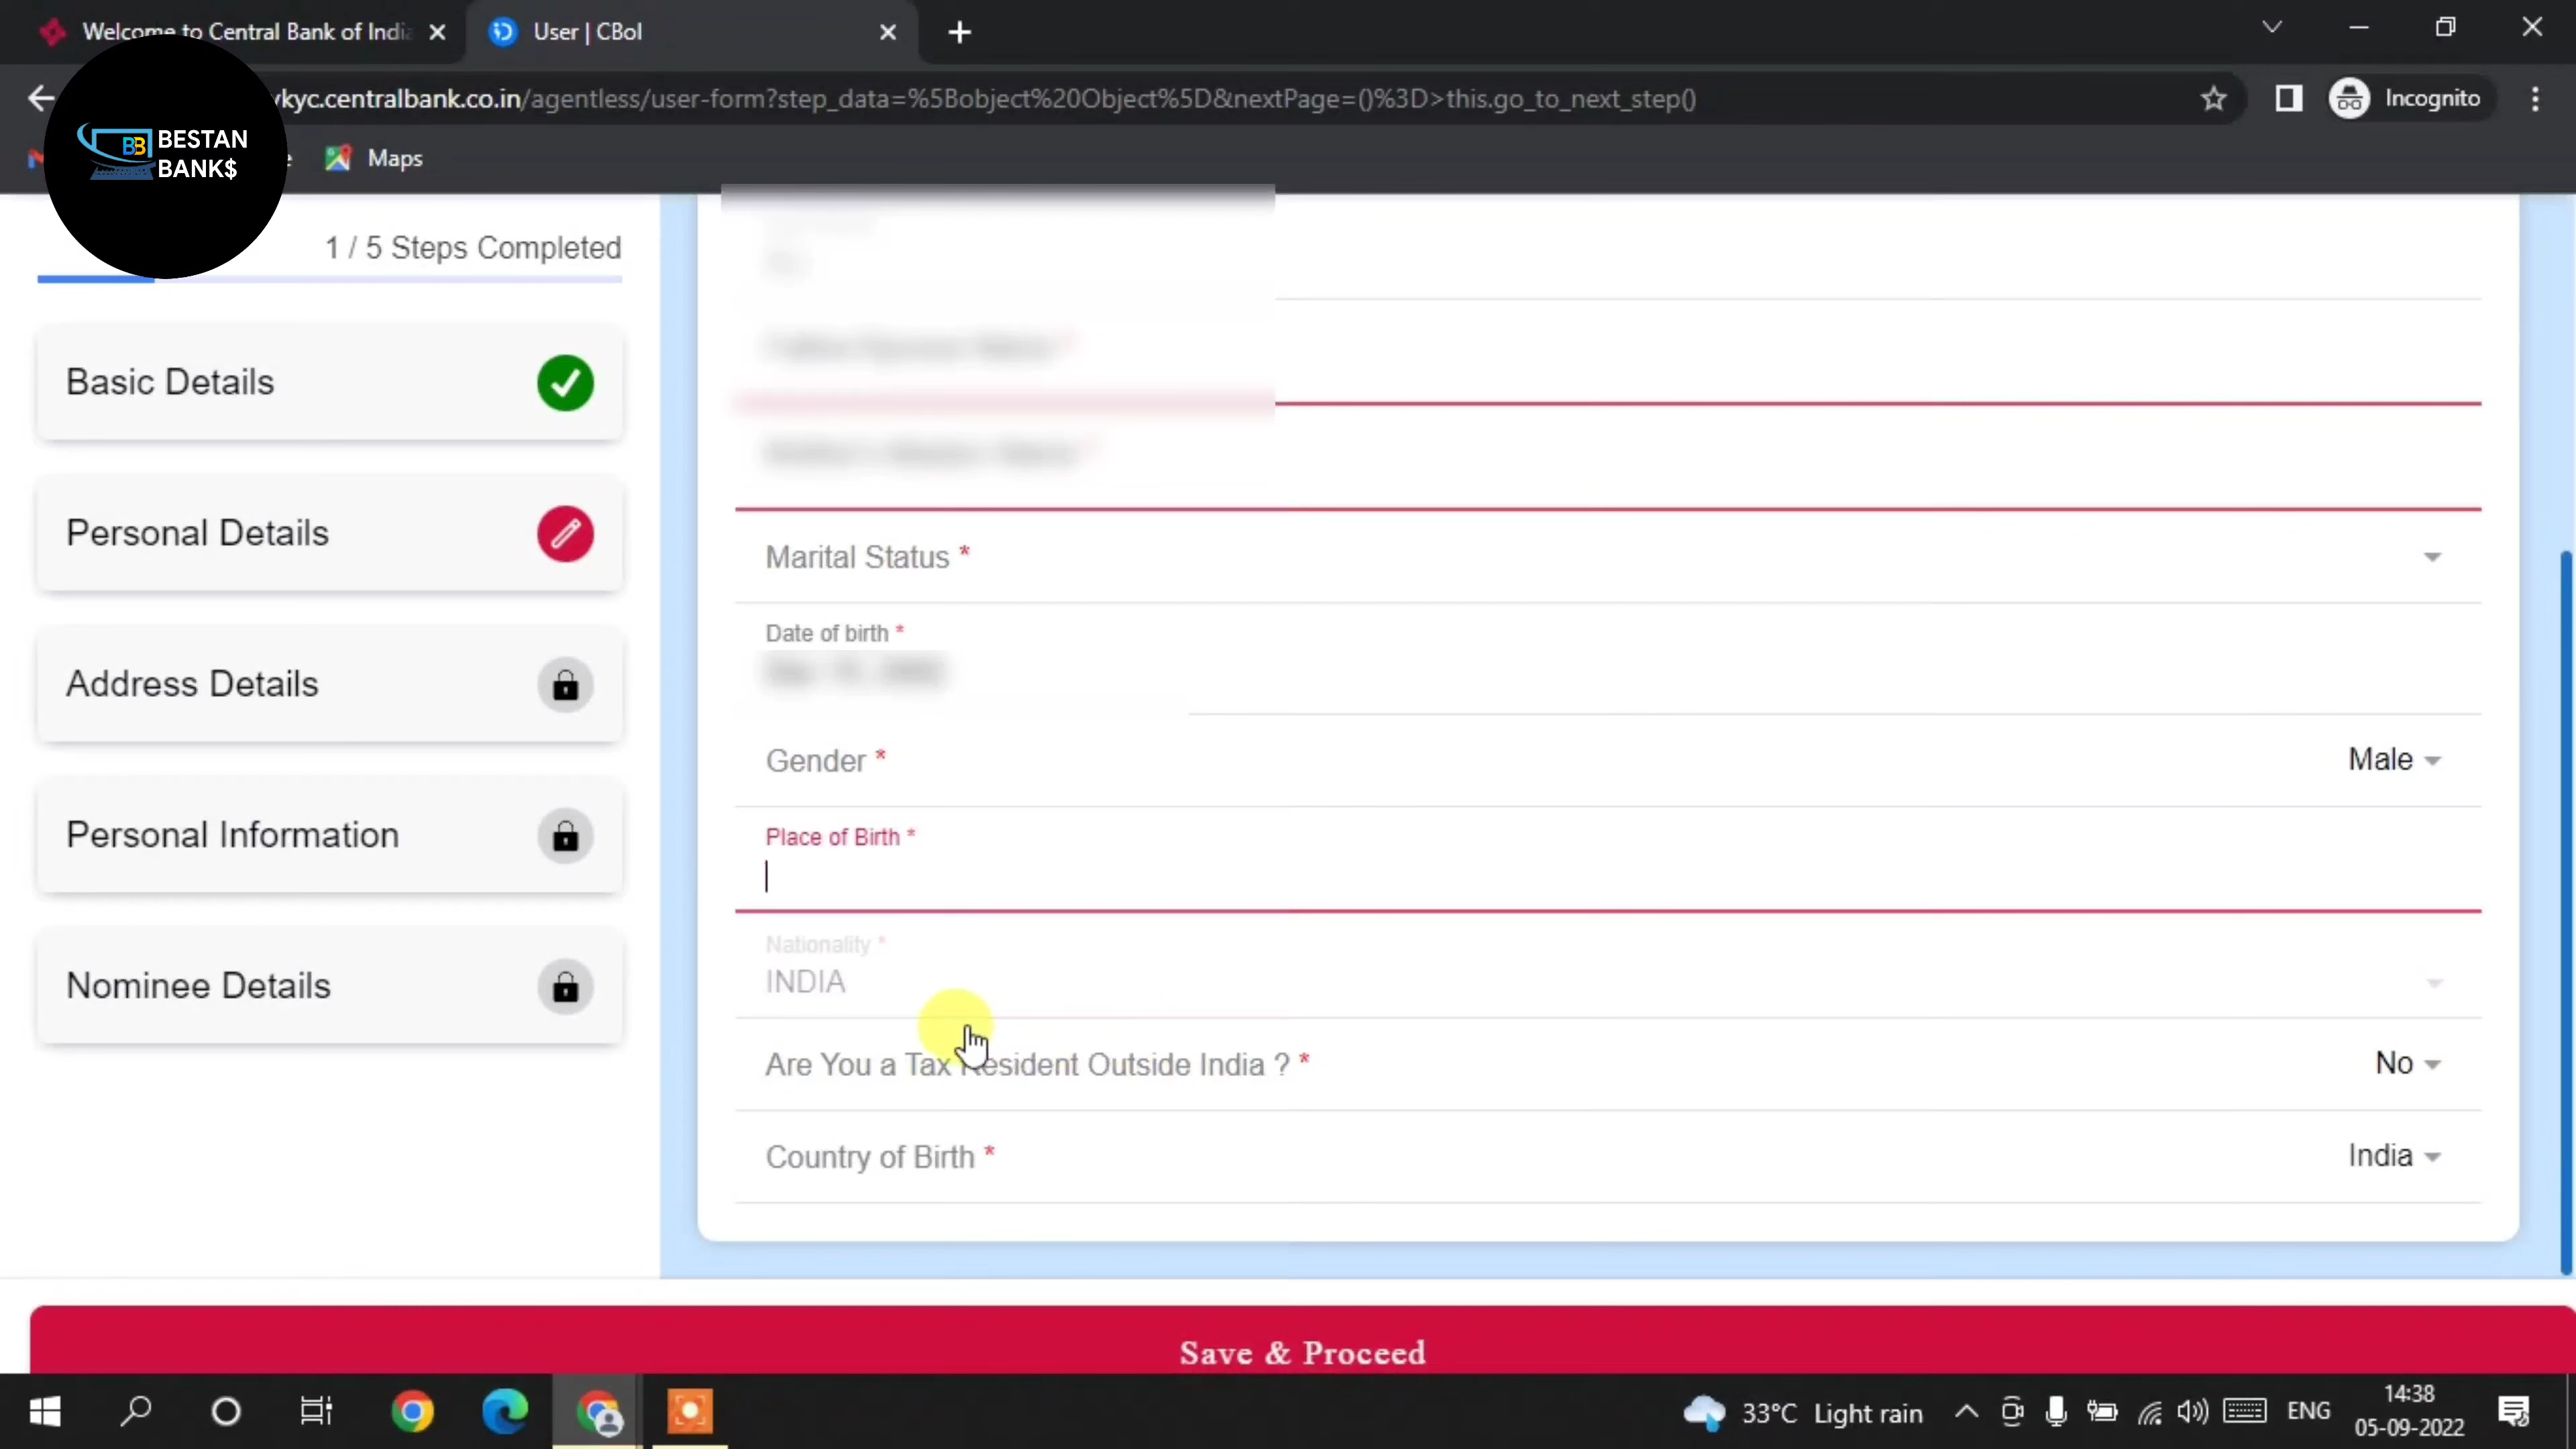 Welcome to Central Bank of India
User | CBoI
vkyc.centralbank.co.in/agentless/user-form?step_data=%5Bobject%20Object%5D&nextPage=()%3D>this.go_to_next_step()
Incognito
BB BESTAN
BANK$
Maps
1 / 5 Steps Completed
Basic Details
Personal Details
Address Details
Personal Information
Nominee Details
Marital Status *
Date of birth *
Gender *
Male
Place of Birth *
Nationality *
INDIA
Are You a Tax Resident Outside India ? *
No
Country of Birth *
India
Save & Proceed
33°C Light rain
ENG
14:38
05-09-2022